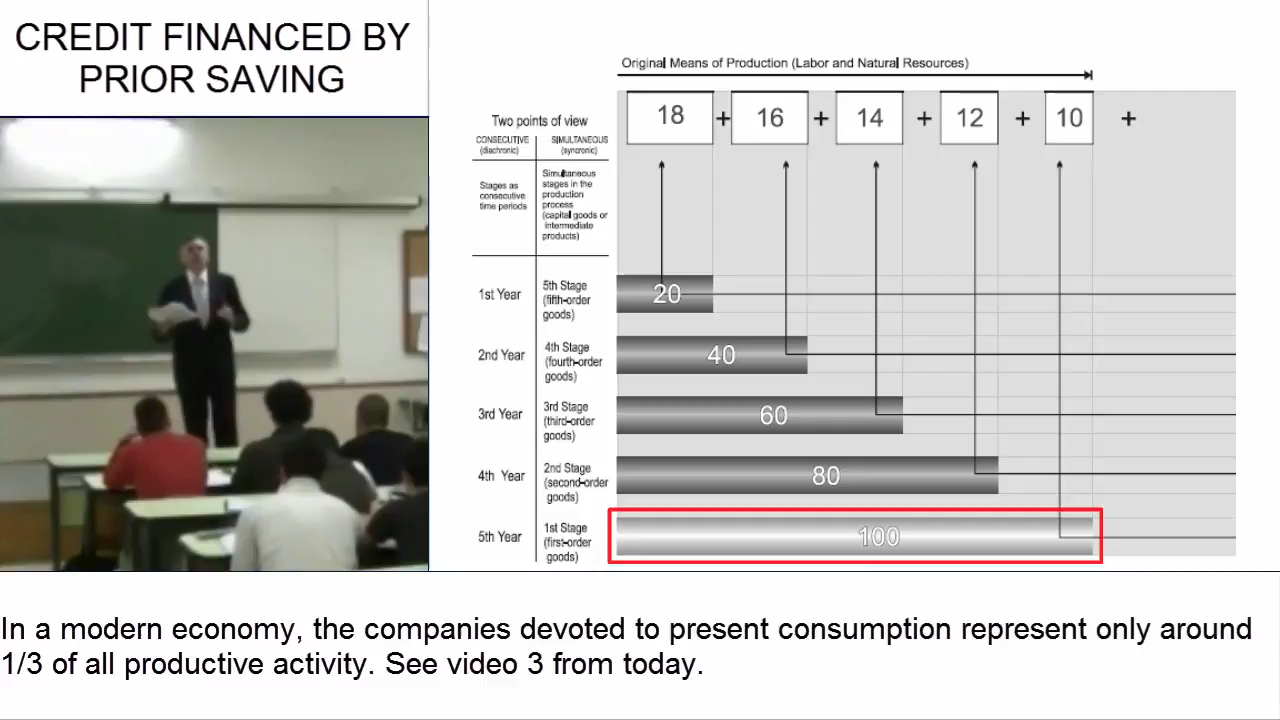 CREDIT FINANCED BY
PRIOR SAVING
Original Means of Production (Labor and Natural Resources)
18 + 16 + 14 + 12 + 10 +
Two points of view
CONSECUTIVE
(diachronic)
SIMULTANEOUS
(syncronic)
Stages as
consecutive
time periods
Simultaneous
stages in the
production
process
(capital goods or
intermediate
products)
1st Year
5th Stage
(fifth-order
goods)
20
2nd Year
4th Stage
(fourth-order
goods)
40
3rd Year
3rd Stage
(third-order
goods)
60
4th Year
2nd Stage
(second-order
goods)
80
5th Year
1st Stage
(first-order
goods)
100
In a modern economy, the companies devoted to present consumption represent only around
1/3 of all productive activity. See video 3 from today.